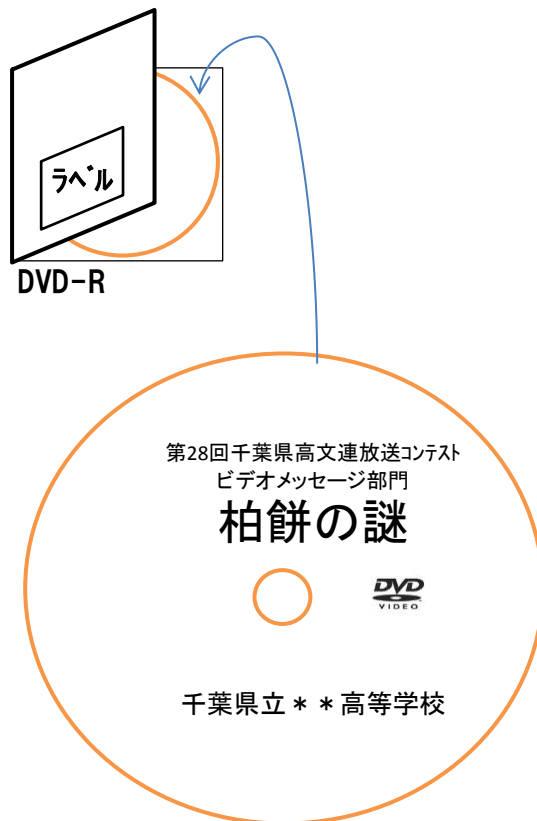 ラベル
DVD-R
第28回千葉県高文連放送コンテスト
ビデオメッセージ部門
柏餅の謎
DVD
VIDEO
千葉県立＊＊高等学校